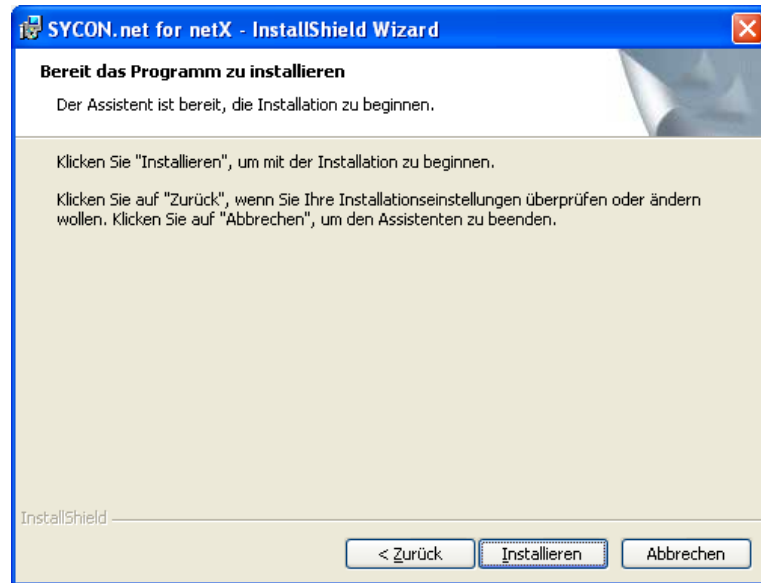 SYCON.net for netX - InstallShield Wizard
Bereit das Programm zu installieren
Der Assistent ist bereit, die Installation zu beginnen.
Klicken Sie "Installieren", um mit der Installation zu beginnen.
Klicken Sie auf "Zurück", wenn Sie Ihre Installationseinstellungen überprüfen oder ändern
wollen. Klicken Sie auf "Abbrechen", um den Assistenten zu beenden.
InstallShield
< Zurück Installieren Abbrechen